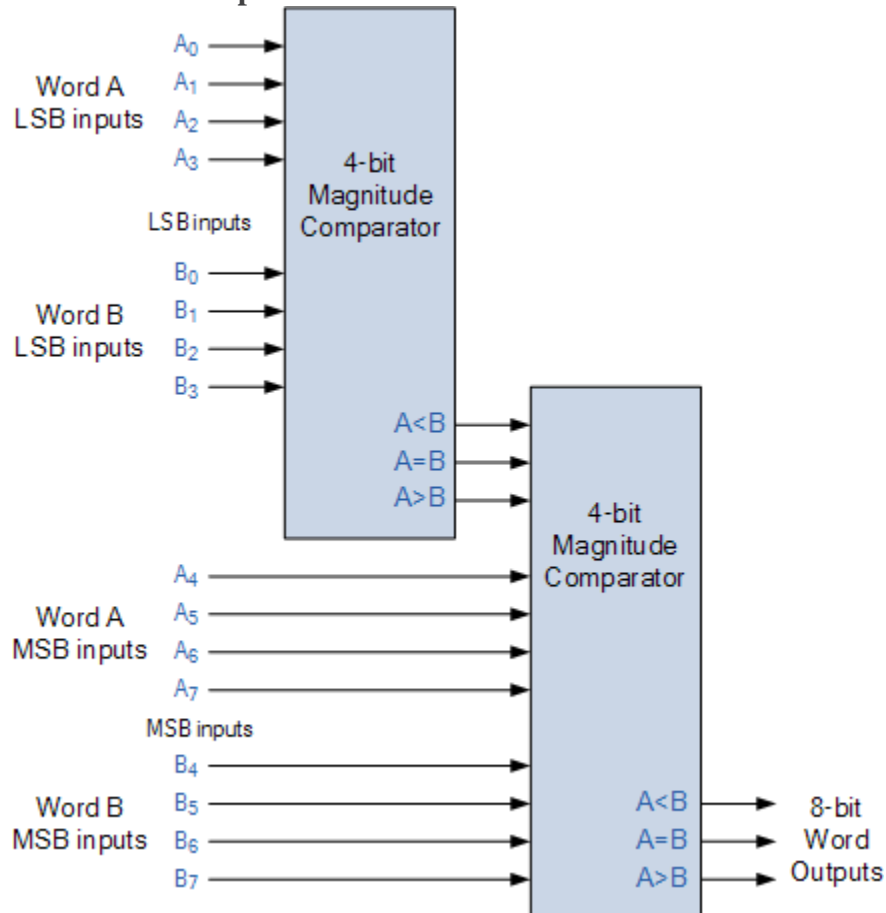 A0
A1
A2
A3
Word A
LSB inputs
LSB inputs
B0
B1
B2
B3
Word B
LSB inputs
4-bit
Magnitude
Comparator
A<B
A=B
A>B
A4
A5
A6
A7
Word A
MSB inputs
MSB inputs
B4
B5
B6
B7
Word B
MSB inputs
4-bit
Magnitude
Comparator
A<B
A=B
A>B
8-bit
Word
Outputs